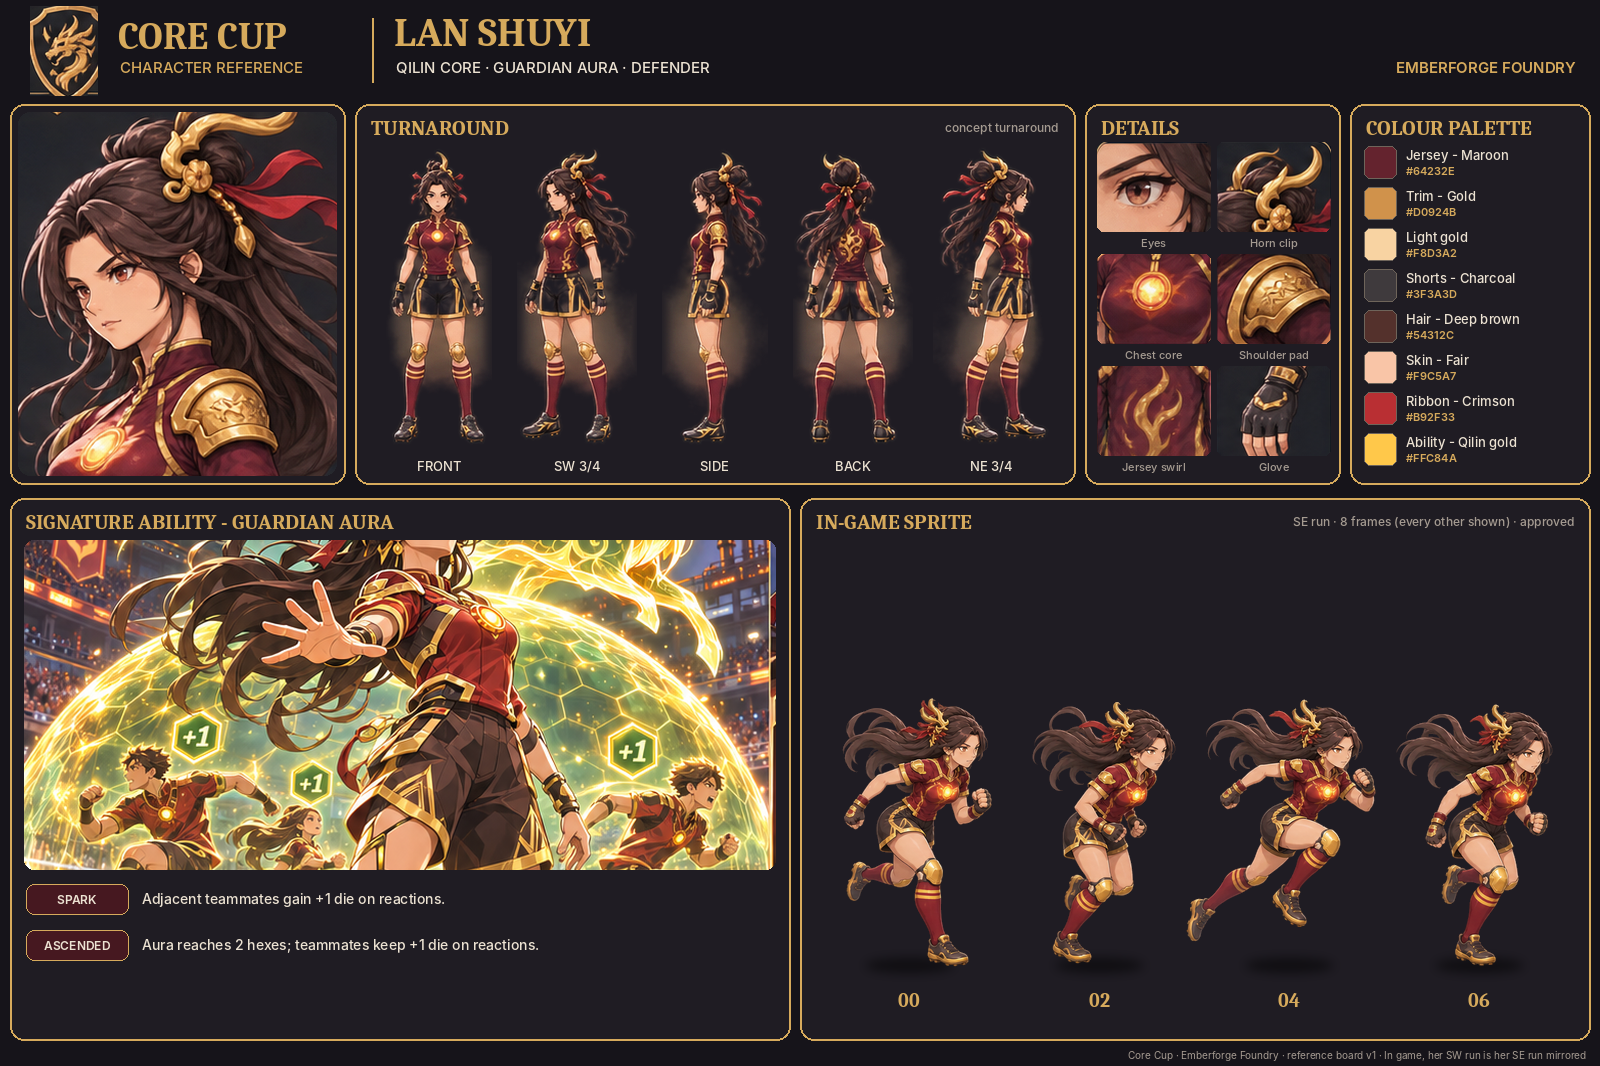 CORE CUP
CHARACTER REFERENCE
LAN SHUYI
QILIN CORE · GUARDIAN AURA · DEFENDER
EMBERFORGE FOUNDRY
TURNAROUND
concept turnaround
FRONT
SW 3/4
SIDE
BACK
NE 3/4
DETAILS
Eyes
Horn clip
Chest core
Shoulder pad
Jersey swirl
Glove
COLOUR PALETTE
Jersey - Maroon
#64232E
Trim - Gold
#D0924B
Light gold
#F8D3A2
Shorts - Charcoal
#3F3A3D
Hair - Deep brown
#54312C
Skin - Fair
#F9C5A7
Ribbon - Crimson
#B92F33
Ability - Qilin gold
#FFC84A
SIGNATURE ABILITY - GUARDIAN AURA
+1
+1
+1
SPARK
Adjacent teammates gain +1 die on reactions.
ASCENDED
Aura reaches 2 hexes; teammates keep +1 die on reactions.
IN-GAME SPRITE
SE run · 8 frames (every other shown) · approved
00
02
04
06
Core Cup · Emberforge Foundry · reference board v1 · In game, her SW run is her SE run mirrored